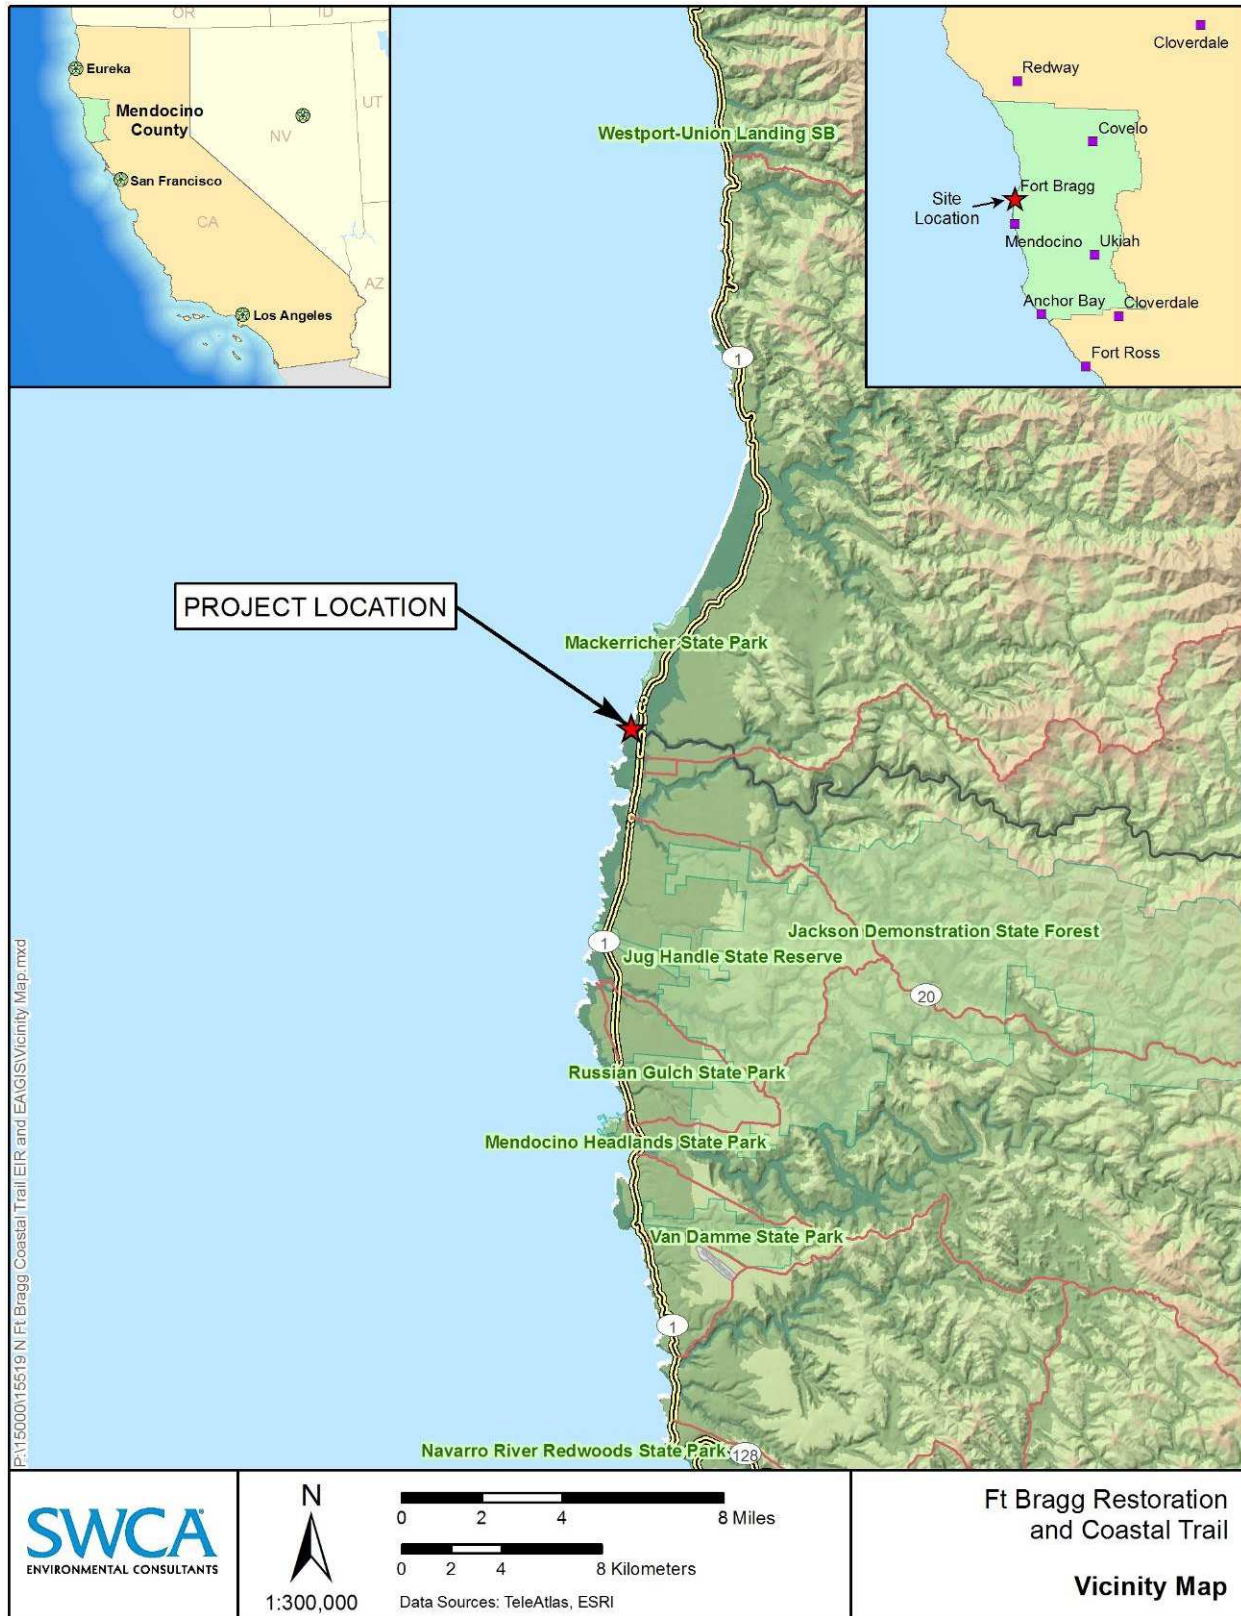 OR
ID
Eureka
Mendocino
County
NV
UT
San Francisco
CA
AZ
Los Angeles
Cloverdale
Redway
Covelo
Fort Bragg
Site
Location
Mendocino
Ukiah
Anchor Bay
Cloverdale
Fort Ross
Westport-Union Landing SB
1
PROJECT LOCATION
Mackerricher State Park
Jackson Demonstration State Forest
1
Jug Handle State Reserve
20
Russian Gulch State Park
Mendocino Headlands State Park
Van Damme State Park
1
Navarro River Redwoods State Park
128
P:\15000\15519 N Ft Bragg Coastal Trail EIR and EA\GIS\Vicinity Map.mxd
SWCA
ENVIRONMENTAL CONSULTANTS
N
1:300,000
0 2 4 8 Miles
0 2 4 8 Kilometers
Data Sources: TeleAtlas, ESRI
Ft Bragg Restoration
and Coastal Trail
Vicinity Map